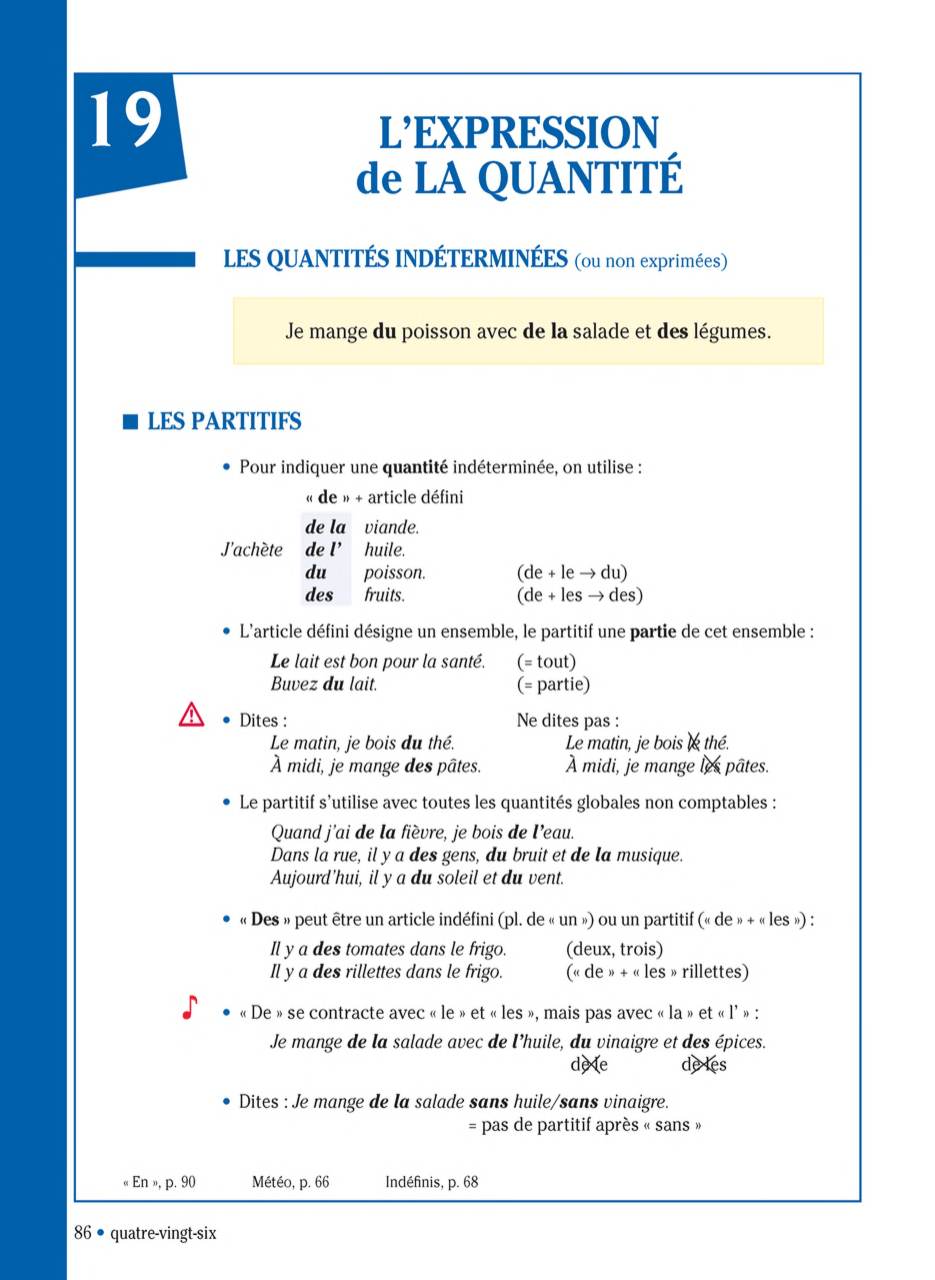 19
L’EXPRESSION
de LA QUANTITÉ
LES QUANTITÉS INDÉTERMINÉES (ou non exprimées)
Je mange du poisson avec de la salade et des légumes.
LES PARTITIFS
• Pour indiquer une quantité indéterminée, on utilise :
« de » + article défini
de la viande.
J’achète de l’ huile.
du poisson. (de + le → du)
des fruits. (de + les → des)
• L’article défini désigne un ensemble, le partitif une partie de cet ensemble :
Le lait est bon pour la santé. (= tout)
Buvez du lait. (= partie)
• Dites : Ne dites pas :
Le matin, je bois du thé. Le matin, je bois le thé.
À midi, je mange des pâtes. À midi, je mange les pâtes.
• Le partitif s’utilise avec toutes les quantités globales non comptables :
Quand j’ai de la fièvre, je bois de l’eau.
Dans la rue, il y a des gens, du bruit et de la musique.
Aujourd’hui, il y a du soleil et du vent.
• « Des » peut être un article indéfini (pl. de « un ») ou un partitif (« de » + « les ») :
Il y a des tomates dans le frigo. (deux, trois)
Il y a des rillettes dans le frigo. (« de » + « les » rillettes)
• « De » se contracte avec « le » et « les », mais pas avec « la » et « l’ » :
Je mange de la salade avec de l’huile, du vinaigre et des épices.
de le de les
• Dites : Je mange de la salade sans huile/sans vinaigre.
= pas de partitif après « sans »
« En », p. 90 Météo, p. 66 Indéfinis, p. 68
86 • quatre-vingt-six